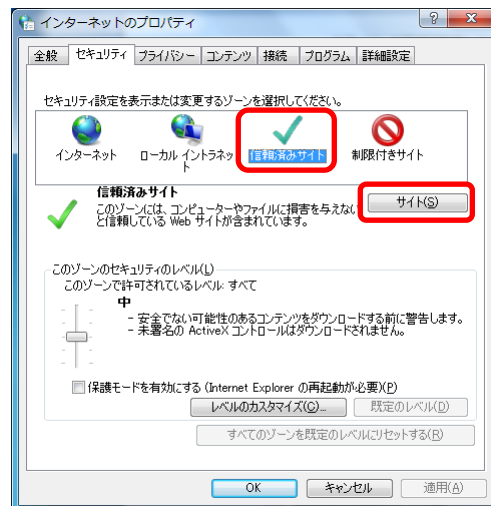 インターネットのプロパティ
全般 セキュリティ プライバシー コンテンツ 接続 プログラム 詳細設定
セキュリティ設定を表示または変更するゾーンを選択してください。
インターネット ローカル イントラネッ 信頼済みサイト 制限付きサイト
ト
信頼済みサイト
このゾーンには、コンピューターやファイルに損害を与えない
と信頼している Web サイトが含まれています。
サイト(S)
このゾーンのセキュリティのレベル(L)
このゾーンで許可されているレベル: すべて
中
- 安全でない可能性のあるコンテンツをダウンロードする前に警告します。
- 未署名の ActiveX コントロールはダウンロードされません。
保護モードを有効にする (Internet Explorer の再起動が必要)(P)
レベルのカスタマイズ(C)... 既定のレベル(D)
すべてのゾーンを既定のレベルにリセットする(R)
OK キャンセル 適用(A)